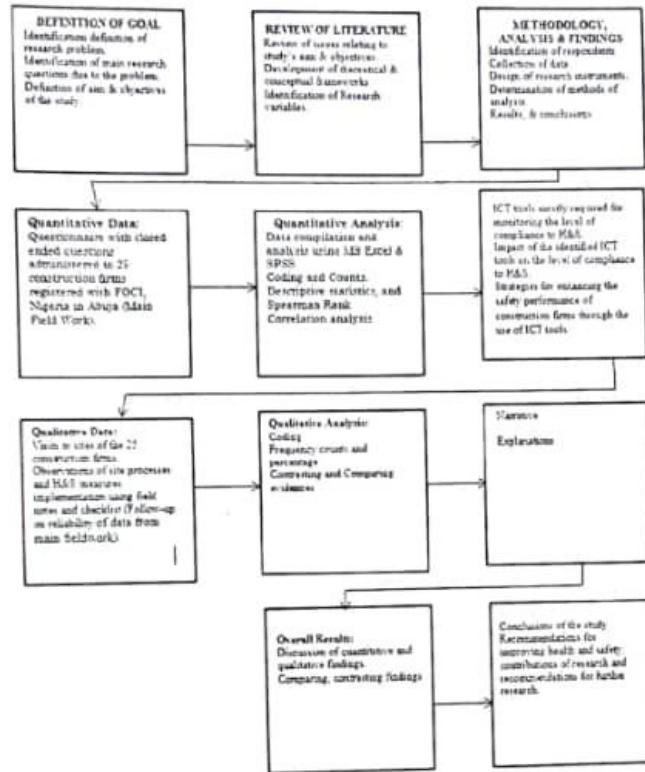 DEFINITION OF GOAL
Identification definition of
research problem.
Identification of main research
questions due to the problem.
Definition of aim & objectives
of the study.
REVIEW OF LITERATURE
Review of issues relating to
study's aim & objectives
Development of theoretical &
conceptual frameworks
Identification of Research
variables.
METHODOLOGY,
ANALYSIS & FINDINGS
Identification of respondents
Collection of data
Design of research instruments.
Determination of methods of
analysis
Results, & conclusions
Quantitative Data:
Questionnaire with closed
ended questions
administered to 25
construction firms
registered with FOCI,
Nigeria in Abuja (Main
Field Work).
Quantitative Analysis:
Data compilation and
analysis using MS Excel &
SPSS
Coding and Counts.
Descriptive statistics, and
Spearman Rank
Correlation analysis
ICT tools mostly required for
monitoring the level of
compliance to H&S.
Impact of the identified ICT
tools on the level of compliance
to H&S.
Strategies for enhancing the
safety performance of
construction firms through the
use of ICT tools.
Qualitative Data:
Visits to sites of the 25
construction firms.
Observations of site processes
and H&S measures
implementation using field
notes and checklist (Follow-up
on reliability of data from
main fieldwork)
Qualitative Analysis:
Coding
Frequency counts and
percentage
Contrasting and Comparing
evidences
Narrative
Explanations
Overall Results:
Discussion of quantitative and
qualitative findings.
Comparing, contrasting findings
Conclusions of the study
Recommendations for
improving health and safety;
contributions of research and
recommendations for further
research.